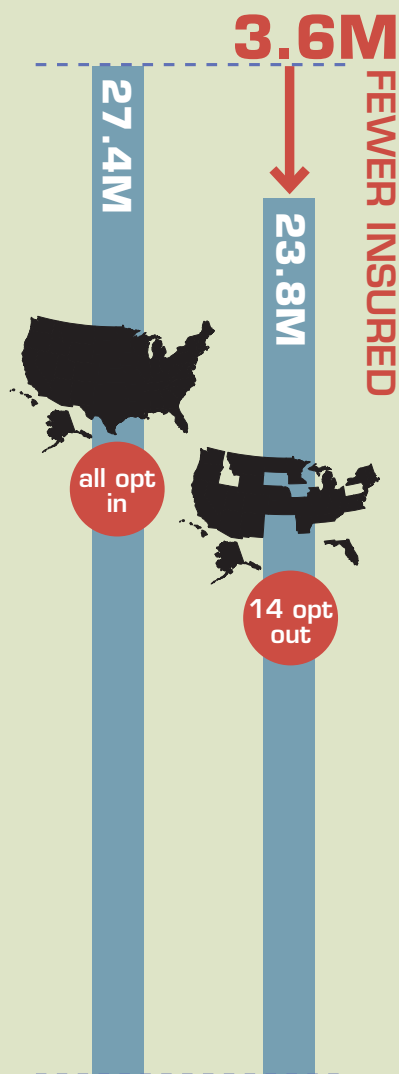 3.6M
FEWER INSURED
27.4M
23.8M
all opt
in
14 opt
out